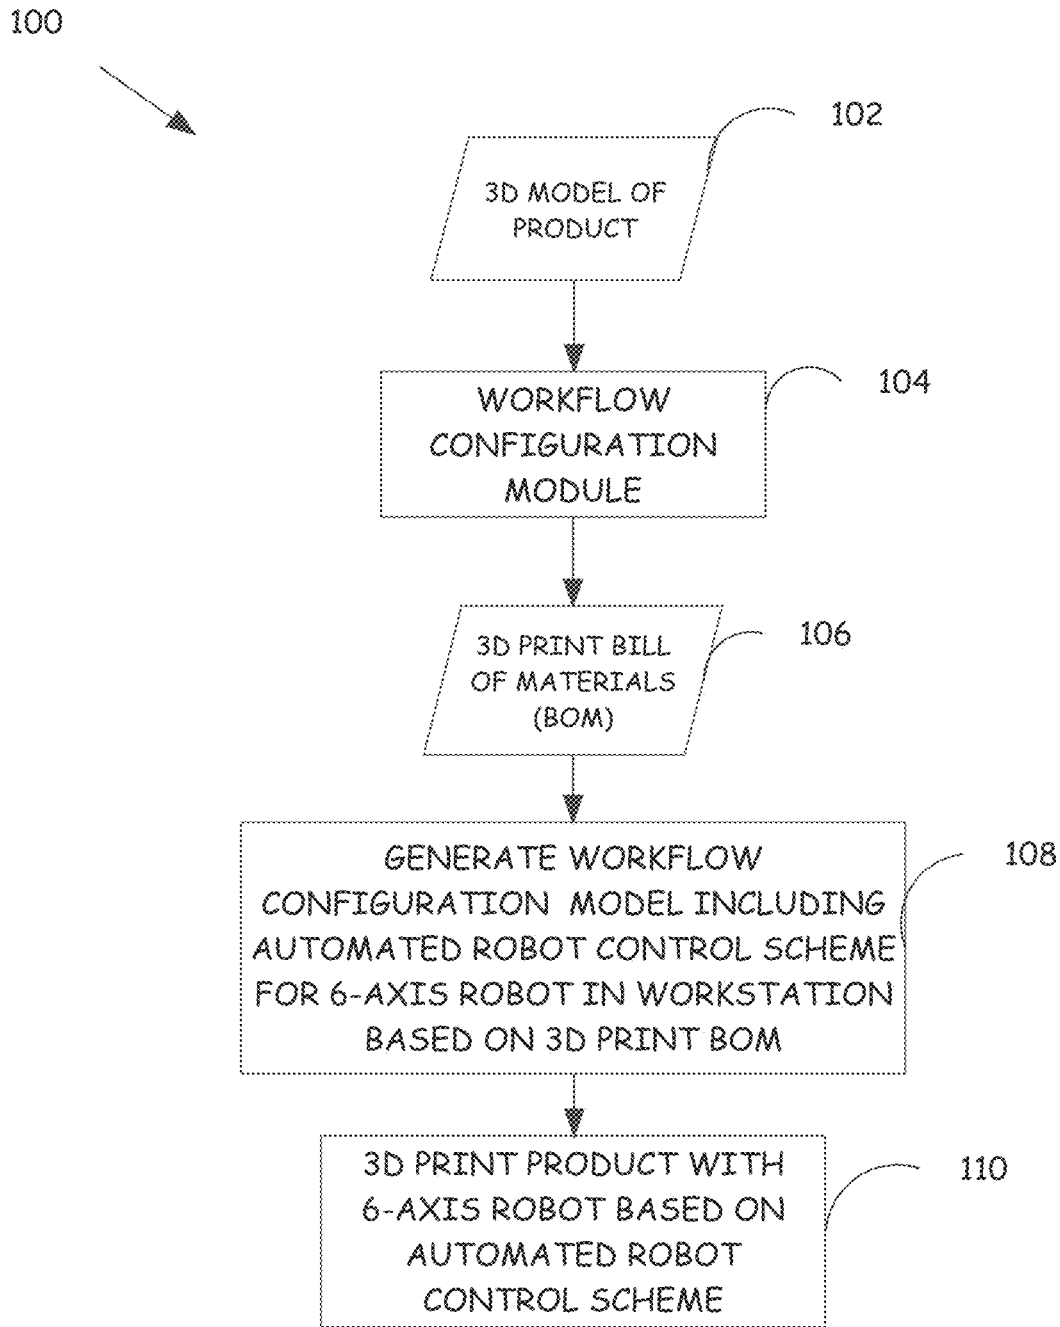 100
102
3D MODEL OF
PRODUCT
104
WORKFLOW
CONFIGURATION
MODULE
106
3D PRINT BILL
OF MATERIALS
(BOM)
108
GENERATE WORKFLOW
CONFIGURATION MODEL INCLUDING
AUTOMATED ROBOT CONTROL SCHEME
FOR 6-AXIS ROBOT IN WORKSTATION
BASED ON 3D PRINT BOM
110
3D PRINT PRODUCT WITH
6-AXIS ROBOT BASED ON
AUTOMATED ROBOT
CONTROL SCHEME